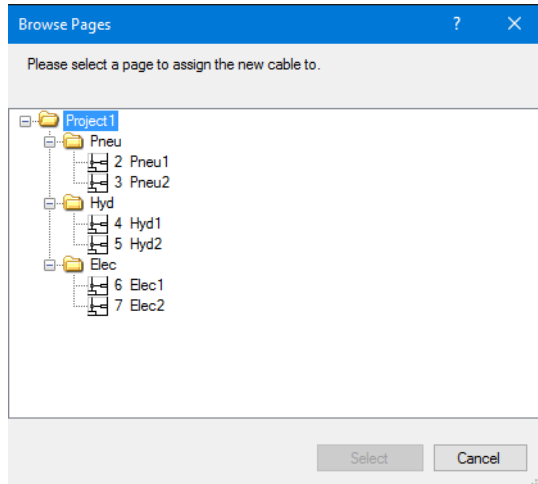 Browse Pages ?
Please select a page to assign the new cable to.
Project1
Pneu
2 Pneu1
3 Pneu2
Hyd
4 Hyd1
5 Hyd2
Elec
6 Elec1
7 Elec2
Select Cancel